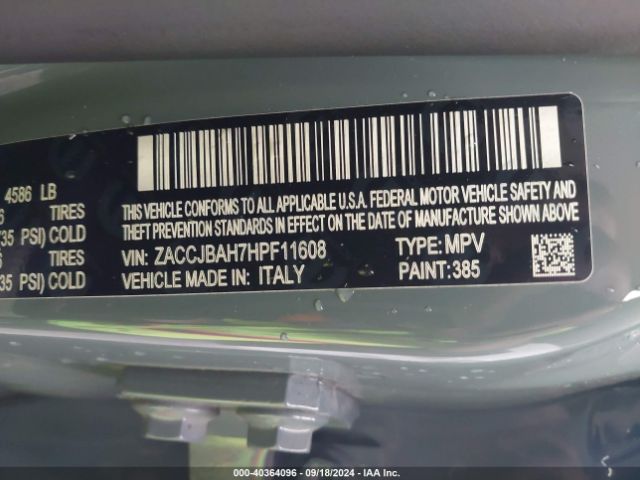 4586 LB
TIRES
35 PSI) COLD
TIRES
35 PSI) COLD
THIS VEHICLE CONFORMS TO ALL APPLICABLE U.S.A. FEDERAL MOTOR VEHICLE SAFETY AND
THEFT PREVENTION STANDARDS IN EFFECT ON THE DATE OF MANUFACTURE SHOWN ABOVE
VIN: ZACCJBAH7HPF11608 TYPE: MPV
VEHICLE MADE IN: ITALY PAINT: 385
000-40364096 - 09/18/2024 - IAA Inc.